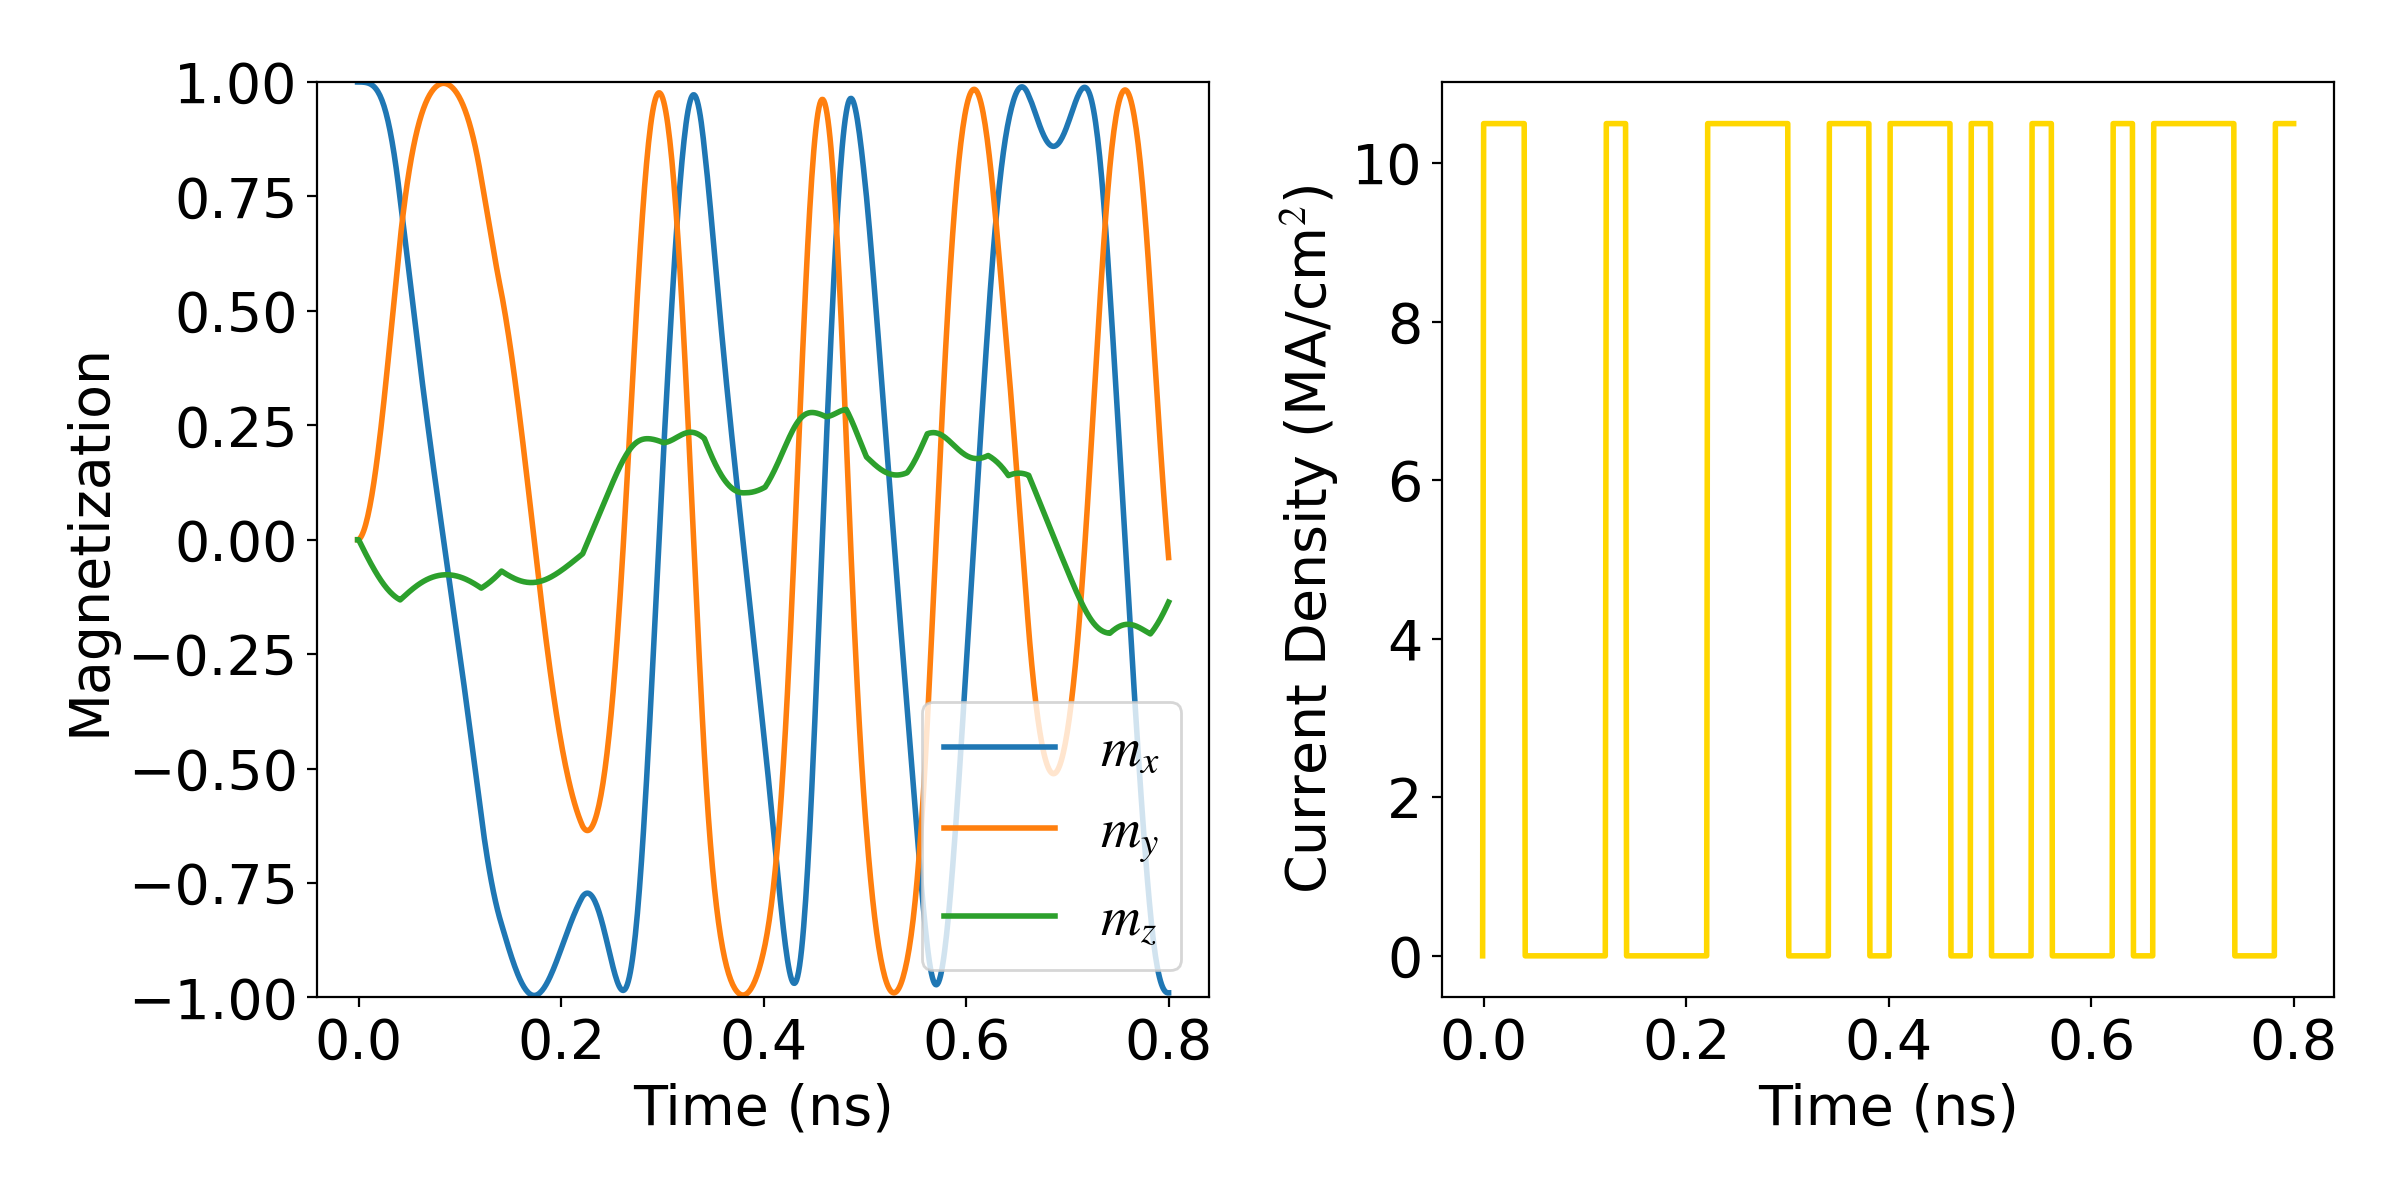 1.00
0.75
0.50
0.25
0.00
−0.25
−0.50
−0.75
−1.00
Magnetization
0.0 0.2 0.4 0.6 0.8
Time (ns)
m_x
m_y
m_z
10
8
6
4
2
0
Current Density (MA/cm²)
0.0 0.2 0.4 0.6 0.8
Time (ns)